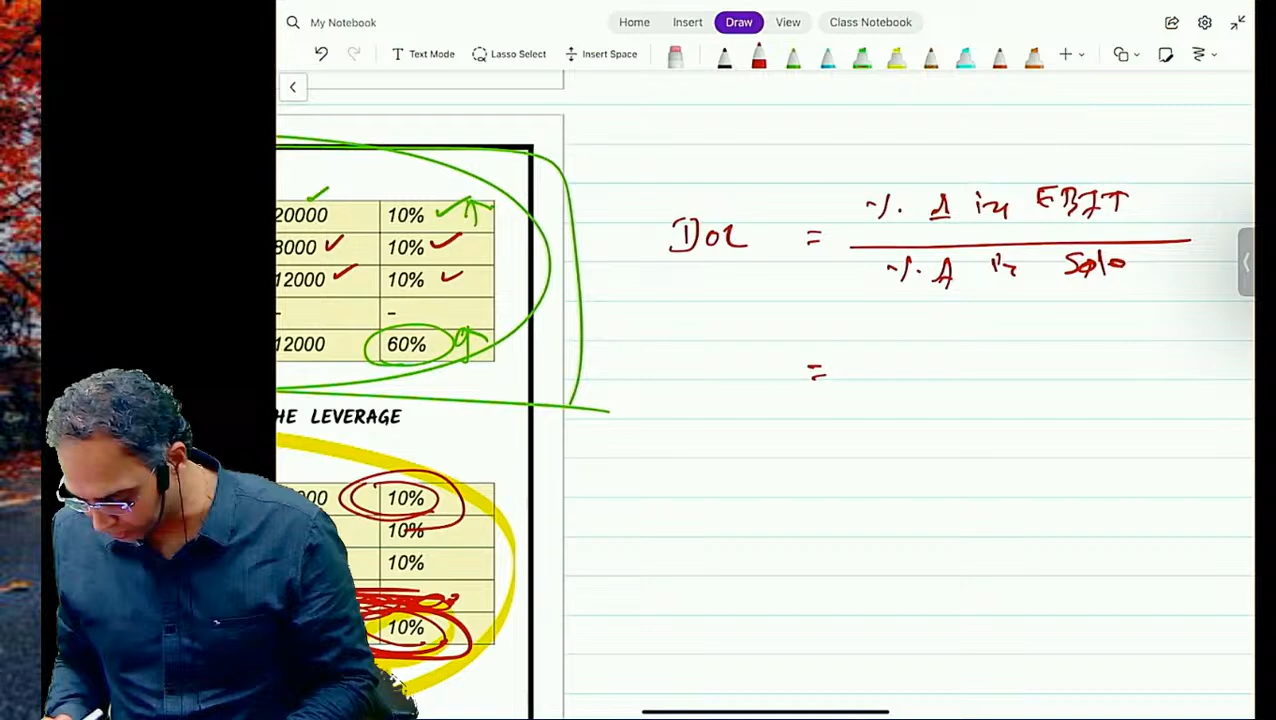 My Notebook
Home Insert Draw View Class Notebook
Text Mode Lasso Select Insert Space
20000 10%
8000 10%
12000 10%
- -
12000 60%
HE LEVERAGE
000 10%
10%
10%
10%
DOL = % Δ in EBIT
% Δ in Sale
=